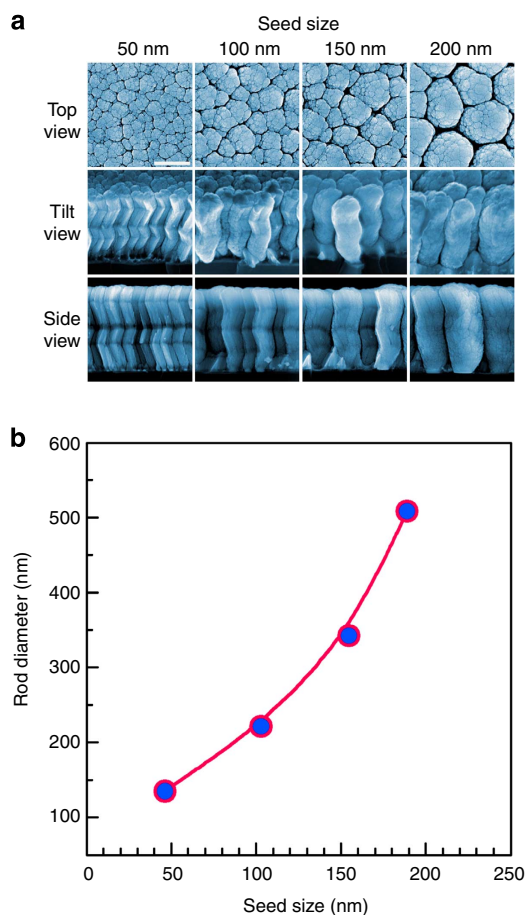 a
Seed size
50 nm 100 nm 150 nm 200 nm
Top
view
Tilt
view
Side
view
b
600
500
400
300
200
100
Rod diameter (nm)
0 50 100 150 200 250
Seed size (nm)